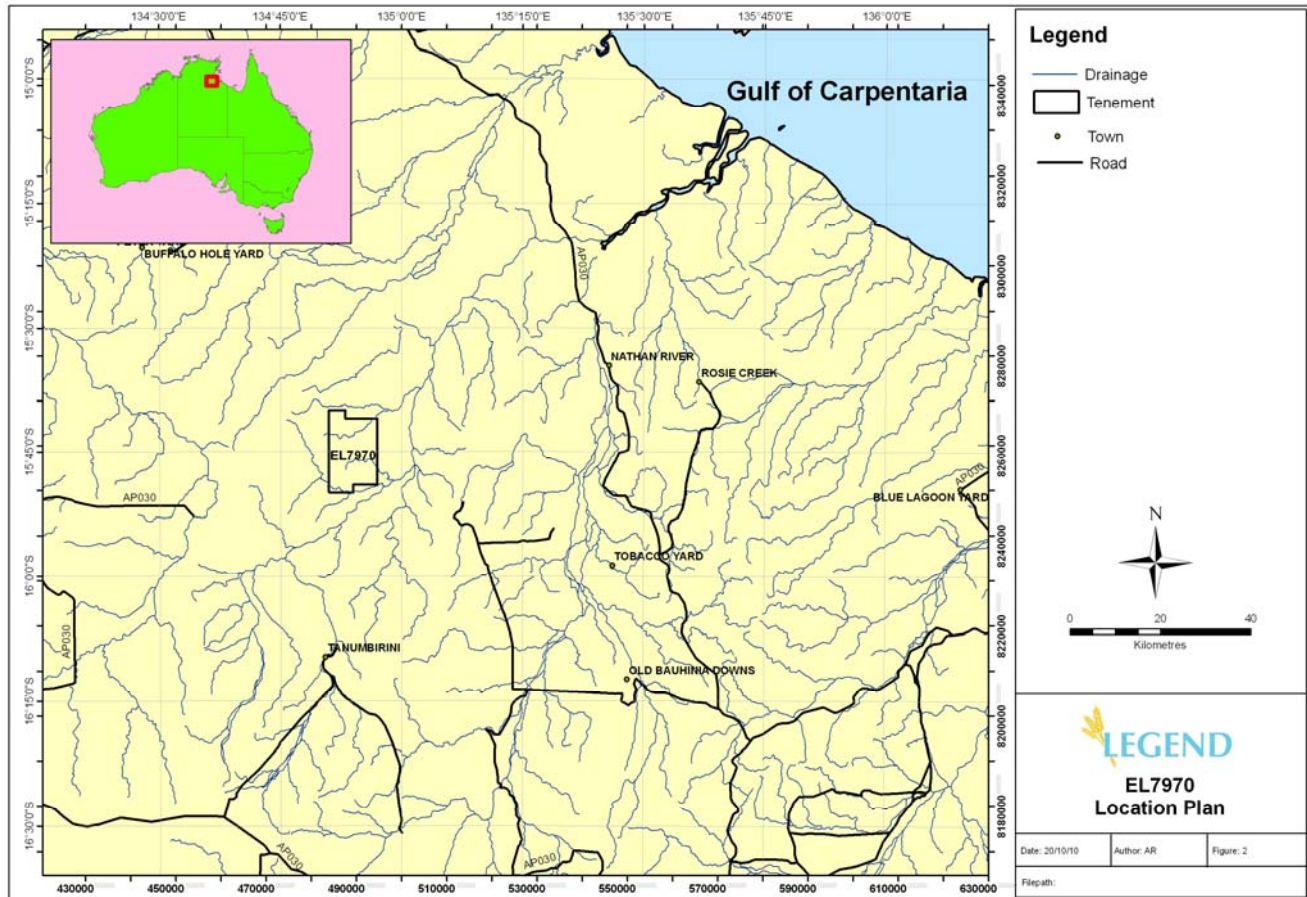 134°30'0"E
134°45'0"E
135°0'0"E
135°15'0"E
135°30'0"E
135°45'0"E
136°0'0"E
15°0'0"S
15°15'0"S
15°30'0"S
15°45'0"S
16°0'0"S
16°15'0"S
16°30'0"S
Gulf of Carpentaria
BUFFALO HOLE YARD
AP030
NATHAN RIVER
ROSIE CREEK
EL7970
AP030
AP030
BLUE LAGOON YARD
TOBACCO YARD
AP030
TANUMBIRINI
OLD BAUHINIA DOWNS
AP030
AP030
8340000
8320000
8300000
8280000
8260000
8240000
8220000
8200000
8180000
430000
450000
470000
490000
510000
530000
550000
570000
590000
610000
630000
Legend
Drainage
Tenement
Town
Road
N
0 20 40
Kilometres
LEGEND
EL7970
Location Plan
Date: 20/10/10 Author: AR Figure: 2
Filepath: